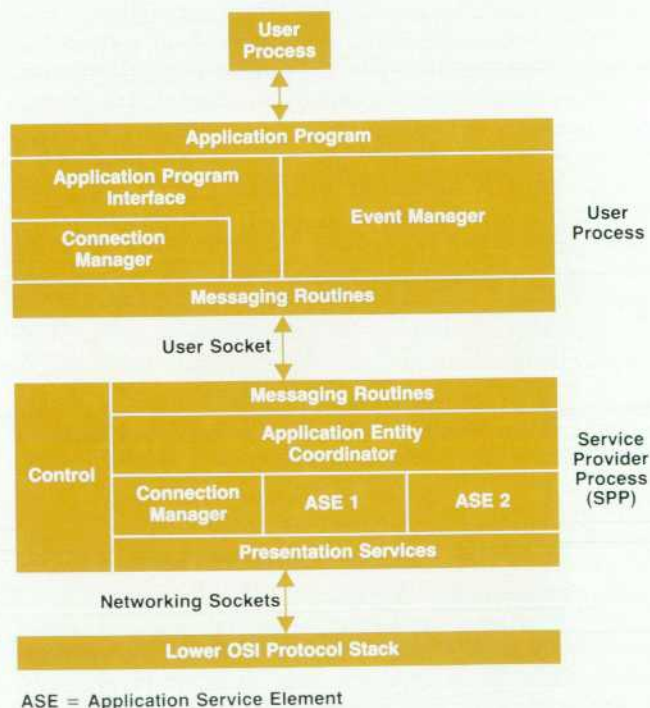 User
Process
Application Program
Application Program
Interface
Event Manager
Connection
Manager
User
Process
Messaging Routines
User Socket
Messaging Routines
Control
Application Entity
Coordinator
Service
Provider
Process
(SPP)
Connection
Manager
ASE 1
ASE 2
Presentation Services
Networking Sockets
Lower OSI Protocol Stack
ASE = Application Service Element